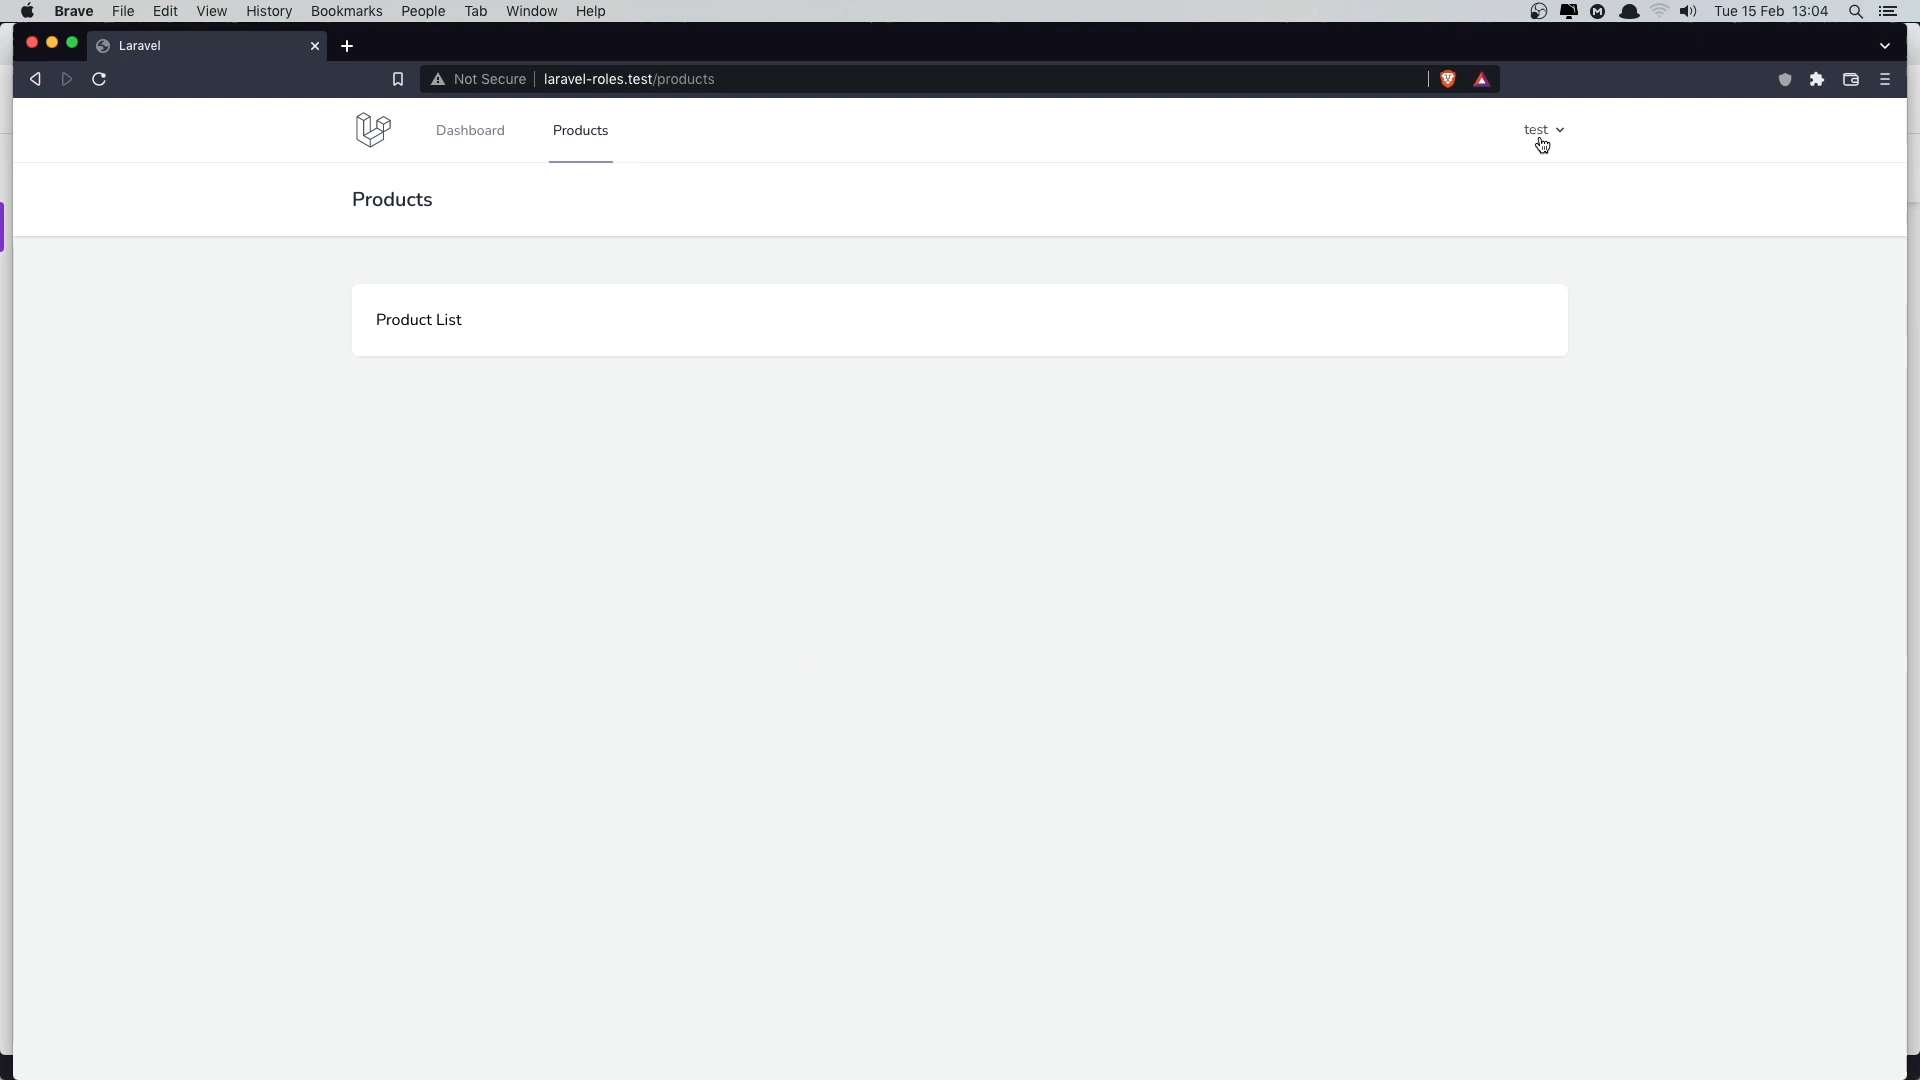 Brave File Edit View History Bookmarks People Tab Window Help Tue 15 Feb 13:04
Laravel
Not Secure laravel-roles.test/products
Dashboard Products test
Products
Product List